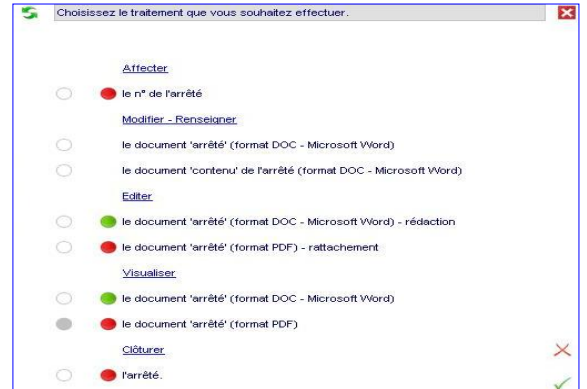 Choisissez le traitement que vous souhaitez effectuer.
Affecter
le n° de l'arrêté
Modifier - Renseigner
le document 'arrêté' (format DOC - Microsoft Word)
le document 'contenu' de l'arrêté (format DOC - Microsoft Word)
Editer
le document 'arrêté' (format DOC - Microsoft Word) - rédaction
le document 'arrêté' (format PDF) - rattachement
Visualiser
le document 'arrêté' (format DOC - Microsoft Word)
le document 'arrêté' (format PDF)
Clôturer
l'arrêté.